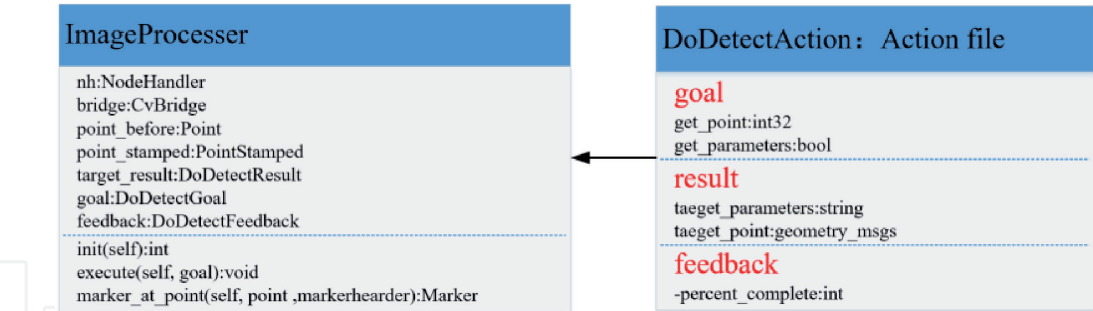 ImageProcesser
nh:NodeHandler
bridge:CvBridge
point_before:Point
point_stamped:PointStamped
target_result:DoDetectResult
goal:DoDetectGoal
feedback:DoDetectFeedback
init(self):int
execute(self, goal):void
marker_at_point(self, point ,markerhearder):Marker
DoDetectAction：Action file
goal
get_point:int32
get_parameters:bool
result
taeget_parameters:string
taeget_point:geometry_msgs
feedback
-percent_complete:int